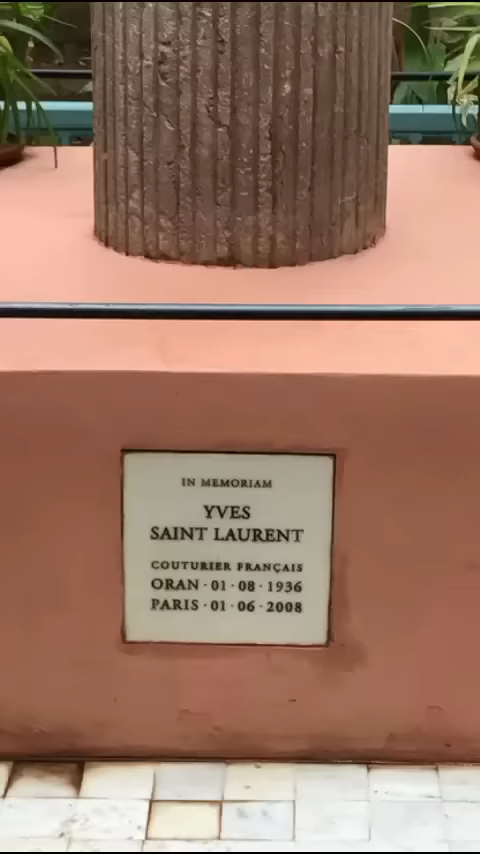 IN MEMORIAM
YVES
SAINT LAURENT
COUTURIER FRANÇAIS
ORAN · 01 · 08 · 1936
PARIS · 01 · 06 · 2008